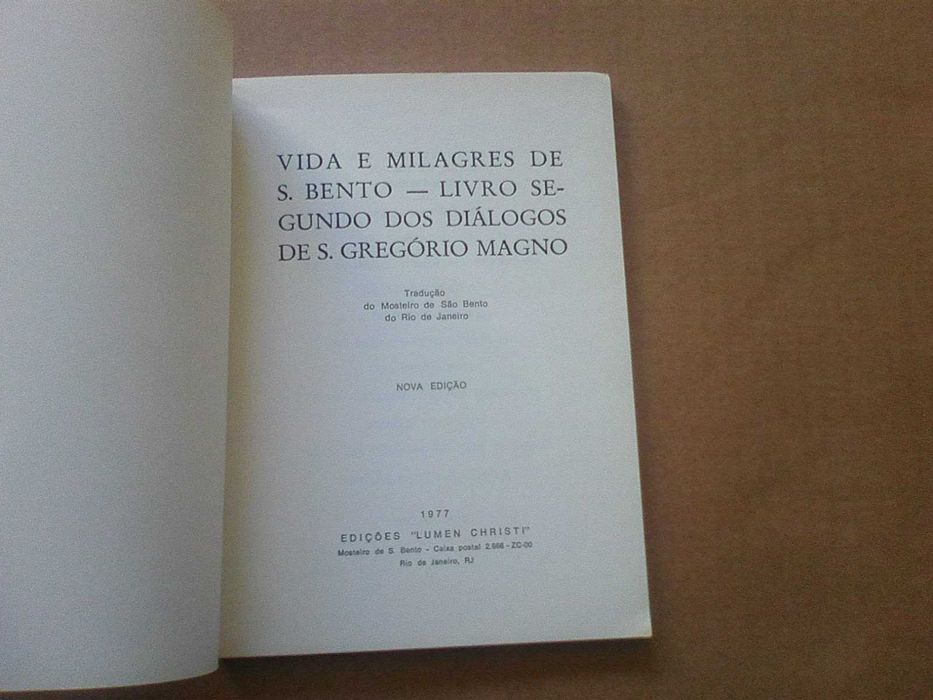 VIDA E MILAGRES DE
S. BENTO — LIVRO SE-
GUNDO DOS DIÁLOGOS
DE S. GREGÓRIO MAGNO
Tradução
do Mosteiro de São Bento
do Rio de Janeiro
NOVA EDIÇÃO
1977
EDIÇÕES "LUMEN CHRISTI"
Mosteiro de S. Bento - Caixa postal 2.666 - ZC-00
Rio de Janeiro, RJ